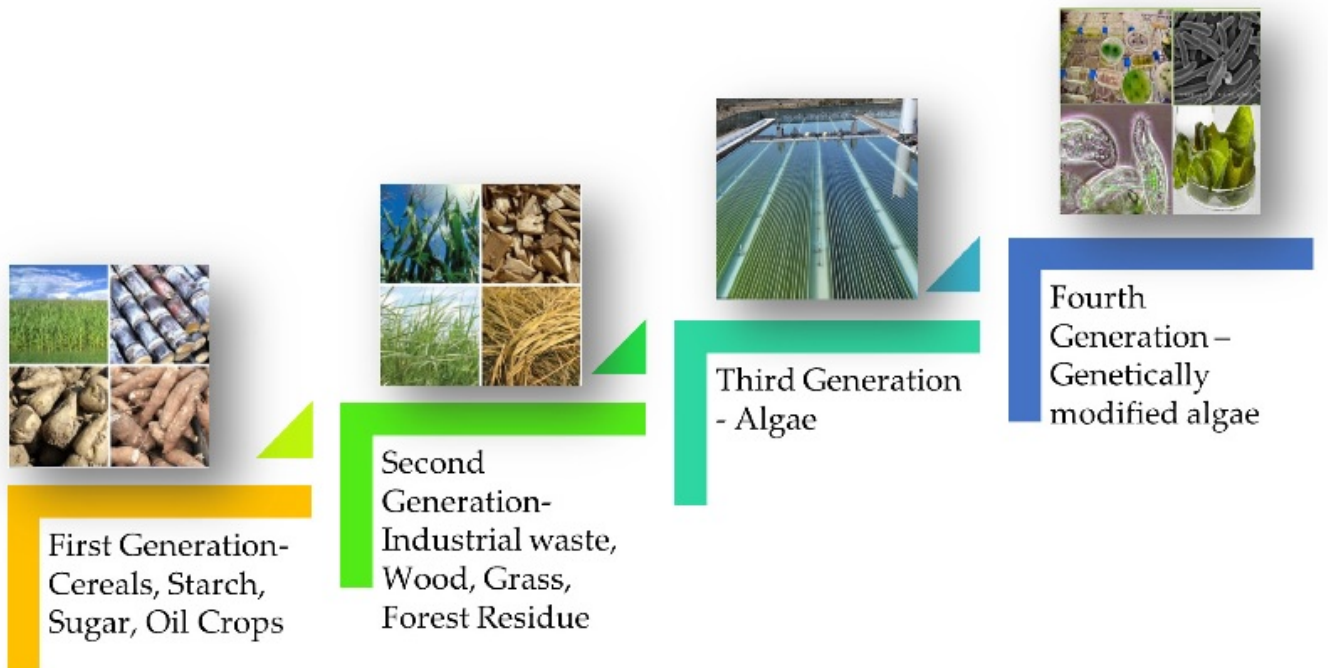 First Generation-
Cereals, Starch,
Sugar, Oil Crops
Second
Generation-
Industrial waste,
Wood, Grass,
Forest Residue
Third Generation
- Algae
Fourth
Generation –
Genetically
modified algae